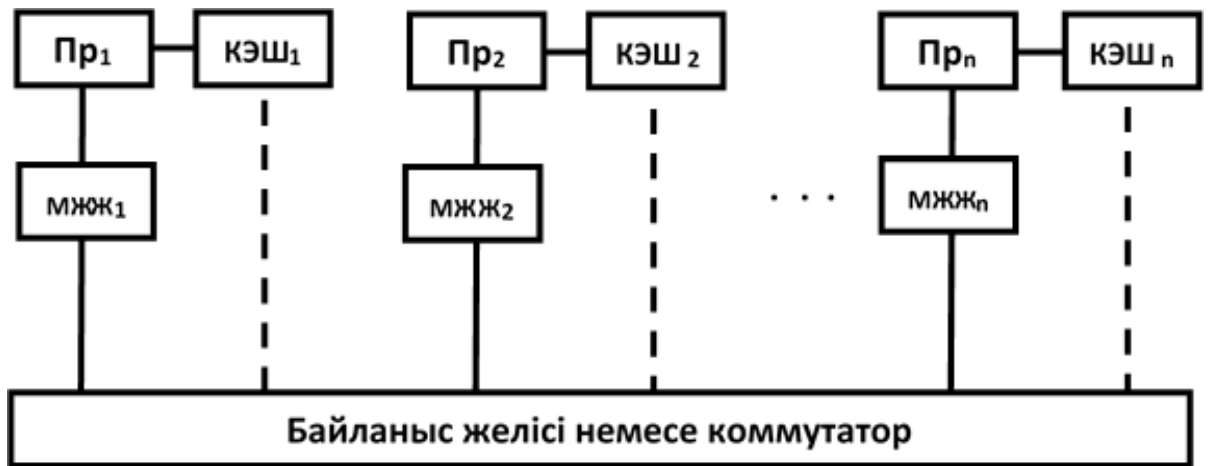 Пр₁ КЭШ₁ Пр₂ КЭШ ₂ Прₙ КЭШ ₙ
МЖЖ₁ МЖЖ₂ . . . МЖЖₙ
Байланыс желісі немесе коммутатор